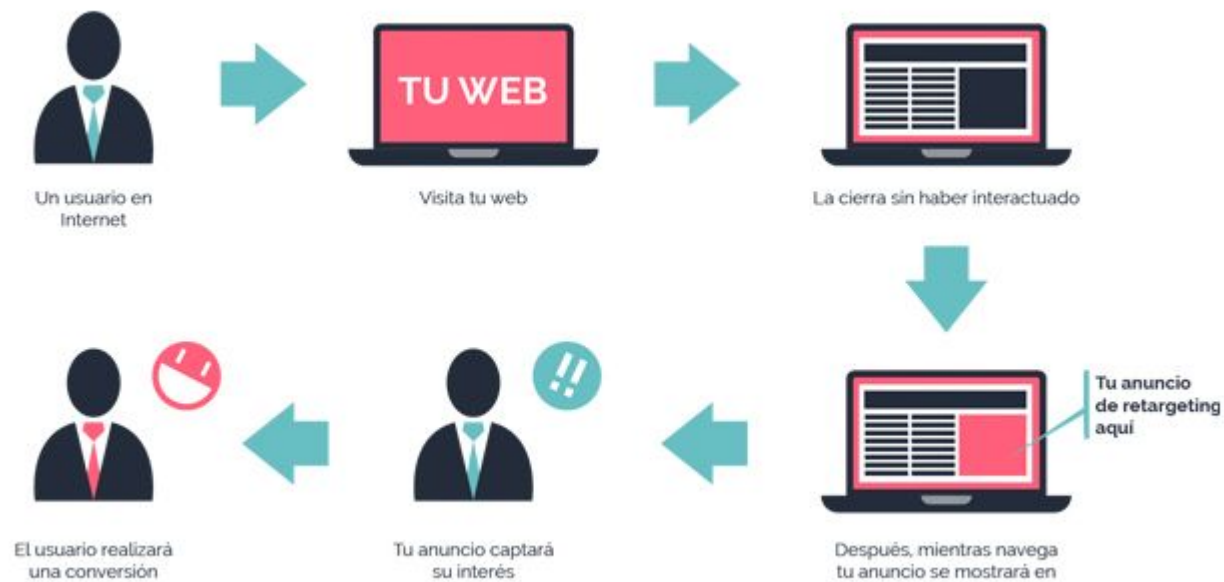 TU WEB
Un usuario en
Internet
Visita tu web
La cierra sin haber interactuado
Tu anuncio
de retargeting
aquí
El usuario realizará
una conversión
Tu anuncio captará
su interés
Después, mientras navega
tu anuncio se mostrará en